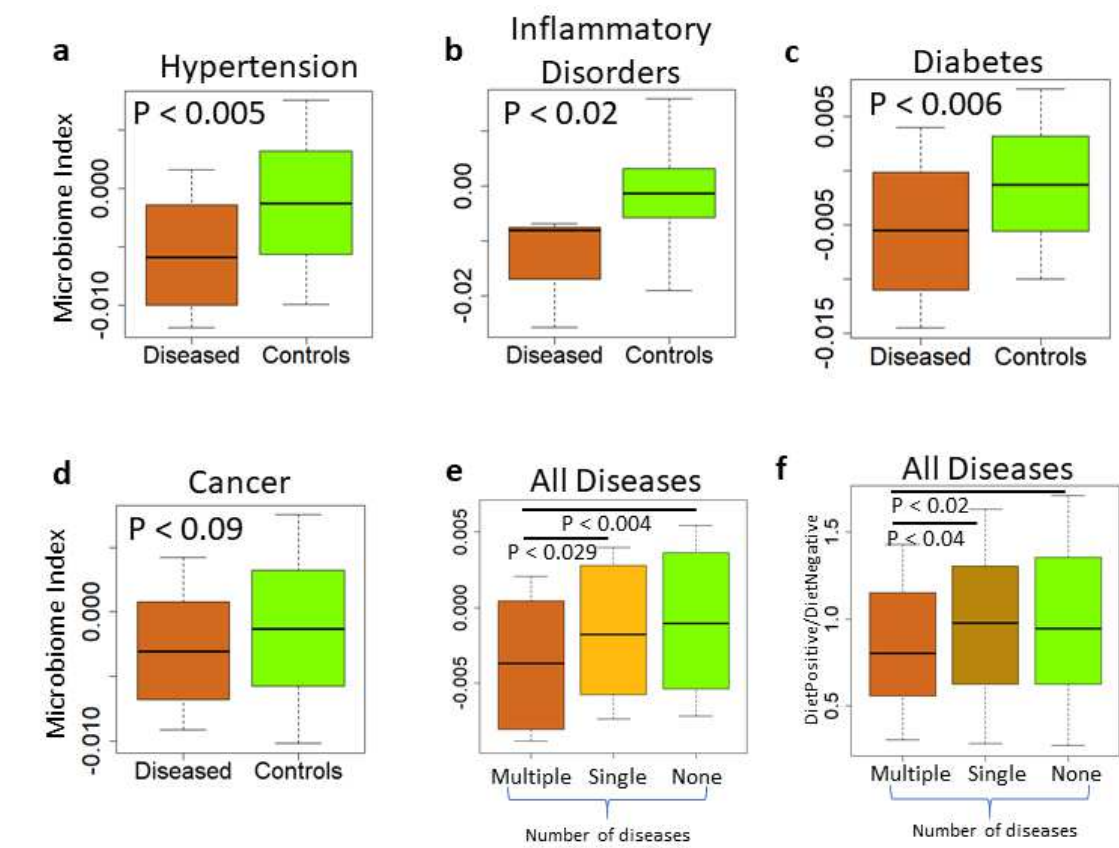 a
Hypertension
P < 0.005
Microbiome Index
0.000
-0.010
Diseased Controls
b
Inflammatory
Disorders
P < 0.02
0.00
-0.02
Diseased Controls
c
Diabetes
P < 0.006
0.005
-0.005
-0.015
Diseased Controls
d
Cancer
P < 0.09
Microbiome Index
0.000
-0.010
Diseased Controls
e
All Diseases
P < 0.004
P < 0.029
0.005
0.000
-0.005
Multiple Single None
Number of diseases
f
All Diseases
P < 0.02
P < 0.04
DietPositive/DietNegative
1.5
1.0
0.5
Multiple Single None
Number of diseases